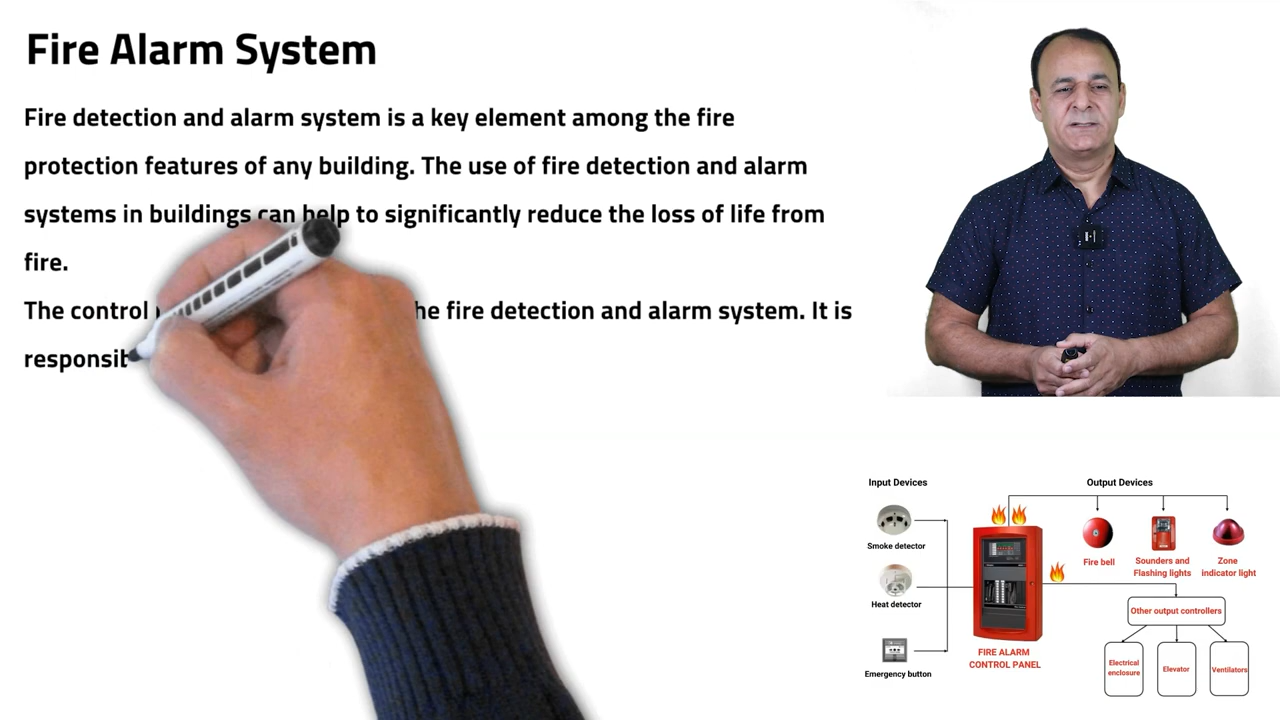 Fire Alarm System
Fire detection and alarm system is a key element among the fire
protection features of any building. The use of fire detection and alarm
systems in buildings can help to significantly reduce the loss of life from
fire.
The control the fire detection and alarm system. It is
responsib
Input Devices
Output Devices
Smoke detector
Heat detector
Emergency button
FIRE ALARM
CONTROL PANEL
Fire bell
Sounders and
Flashing lights
Zone
indicator light
Other output controllers
Electrical
enclosure
Elevator
Ventilators